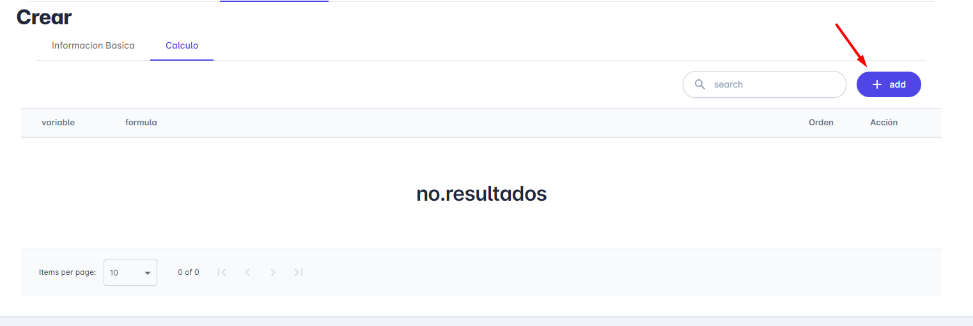 Crear
Informacion Basica Calculo
search + add
variable formula Orden Acción
no.resultados
Items per page: 10 0 of 0